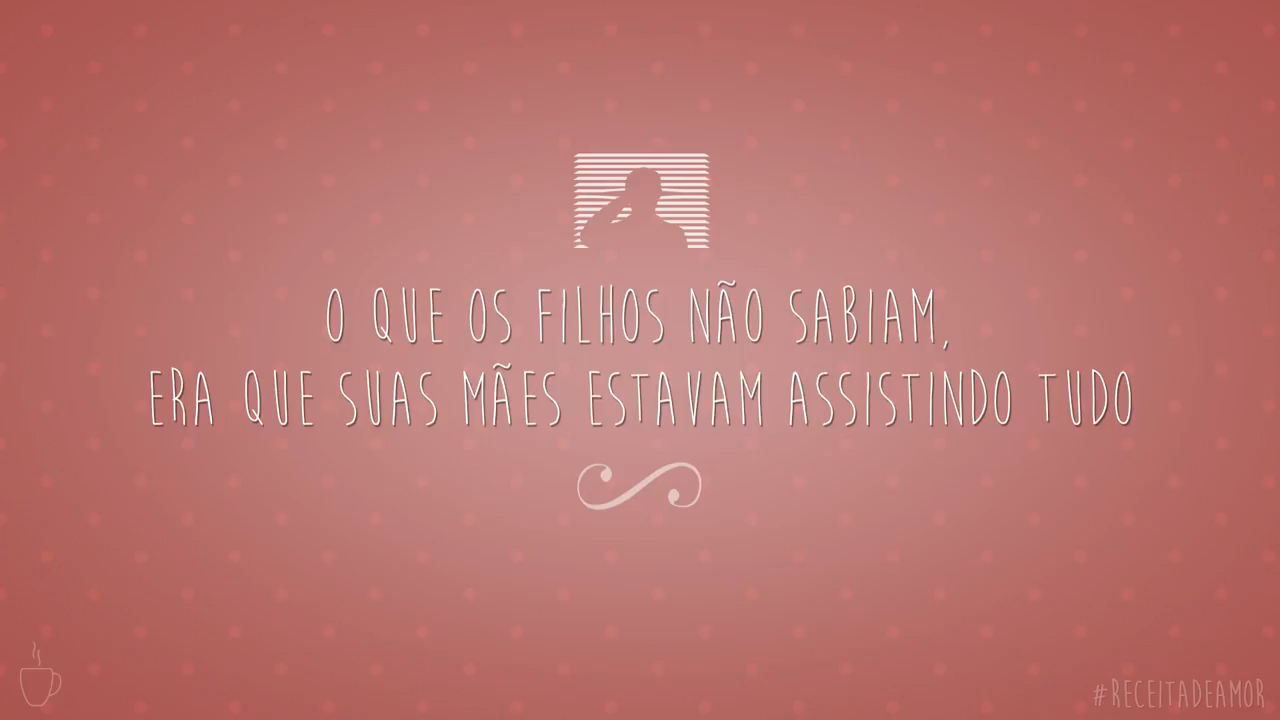 O QUE OS FILHOS NÃO SABIAM,
ERA QUE SUAS MÃES ESTAVAM ASSISTINDO TUDO
#RECEITADEAMOR